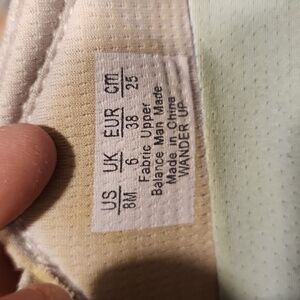 US UK EUR cm
8M 6 38 25
Fabric Upper
Balance Man Made
Made in China
WANDER UP